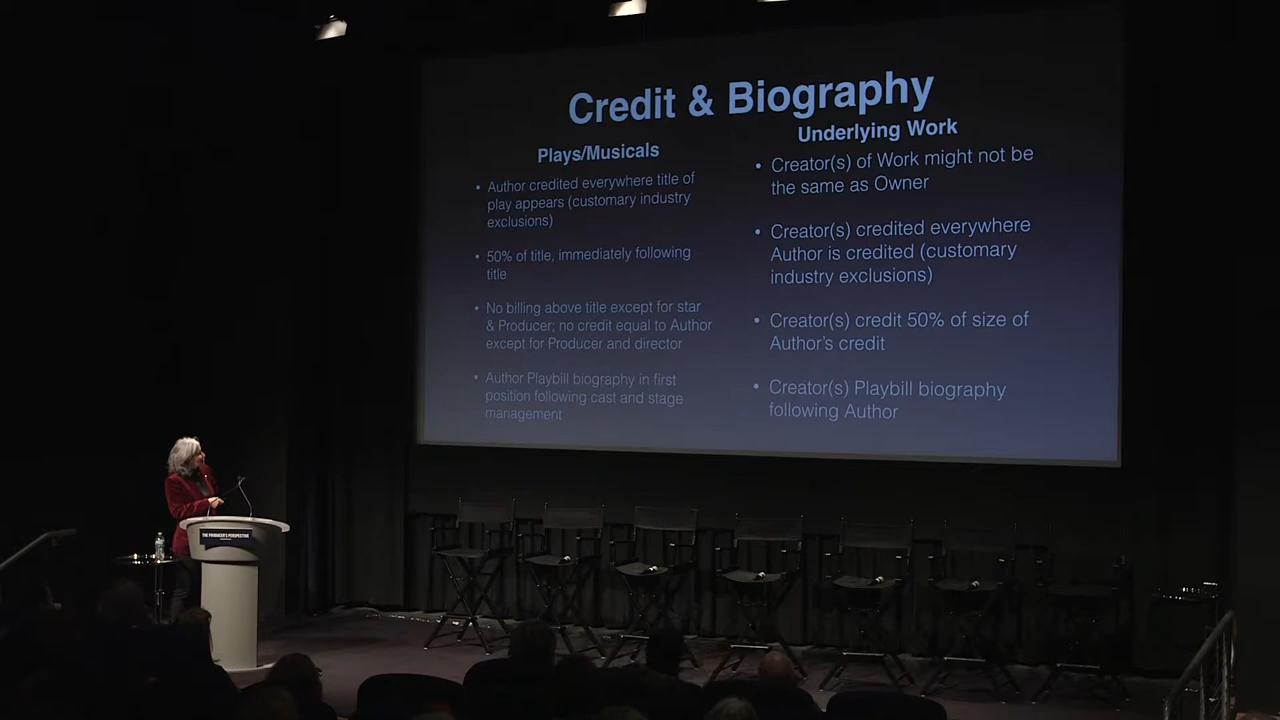 Credit & Biography
Plays/Musicals
• Author credited everywhere title of
play appears (customary industry
exclusions)
• 50% of title, immediately following
title
• No billing above title except for star
& Producer; no credit equal to Author
except for Producer and director
• Author Playbill biography in first
position following cast and stage
management
Underlying Work
• Creator(s) of Work might not be
the same as Owner
• Creator(s) credited everywhere
Author is credited (customary
industry exclusions)
• Creator(s) credit 50% of size of
Author's credit
• Creator(s) Playbill biography
following Author
THE PRODUCER'S PERSPECTIVE